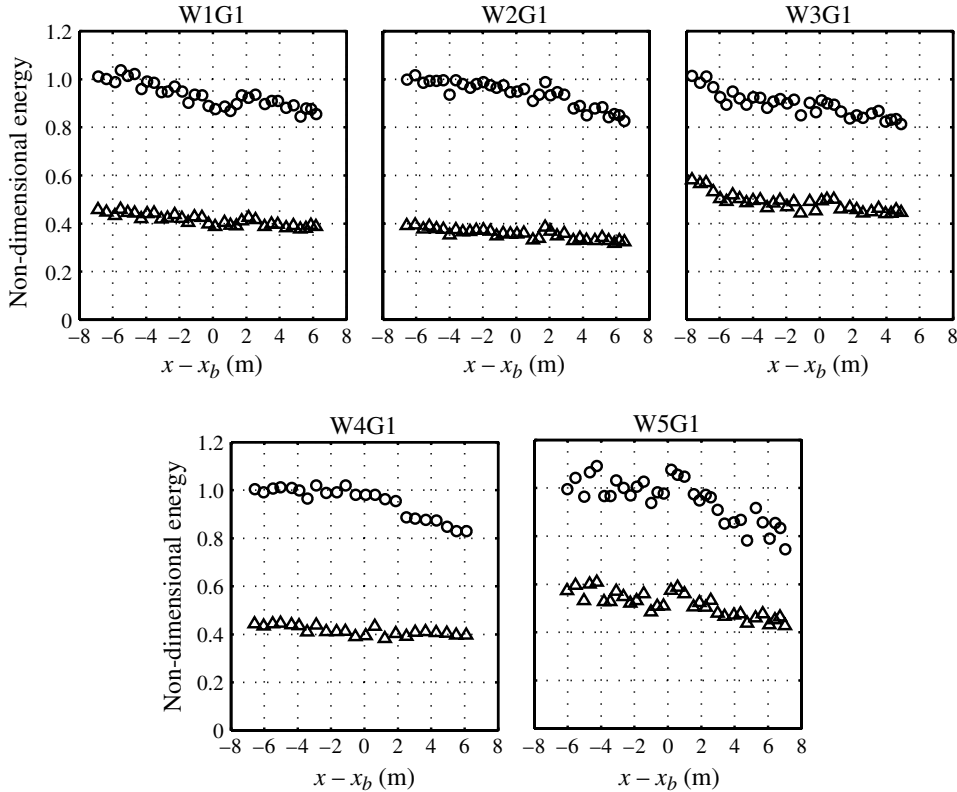 W1G1 W2G1 W3G1
Non-dimensional energy
1.2
1.0
0.8
0.6
0.4
0.2
0
−8 −6 −4 −2 0 2 4 6 8 −8 −6 −4 −2 0 2 4 6 8 −8 −6 −4 −2 0 2 4 6 8
x – x_b (m) x – x_b (m) x – x_b (m)
W4G1 W5G1
Non-dimensional energy
1.2
1.0
0.8
0.6
0.4
0.2
0
−8 −6 −4 −2 0 2 4 6 8 −8 −6 −4 −2 0 2 4 6 8
x – x_b (m) x – x_b (m)